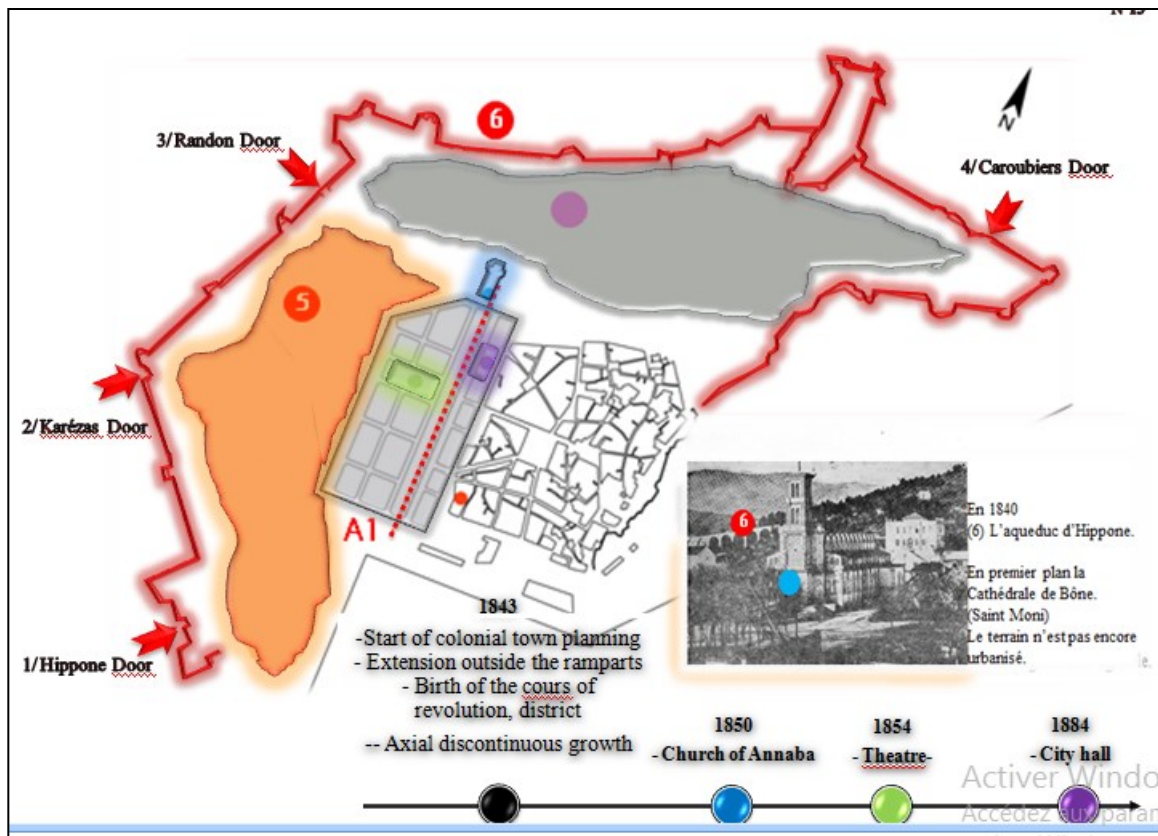 6
3/Randon Door
4/Caroubiers Door
N
5
2/Karézas Door
A1
1/Hippone Door
6
En 1840
(6) L'aqueduc d'Hippone.
En premier plan la
Cathédrale de Bône.
(Saint Moni)
Le terrain n'est pas encore
urbanisé.
1843
-Start of colonial town planning
- Extension outside the ramparts
- Birth of the cours of
revolution, district
-- Axial discontinuous growth
1850
- Church of Annaba
1854
- Theatre-
1884
- City hall
Activer Windo
Accédez aux param